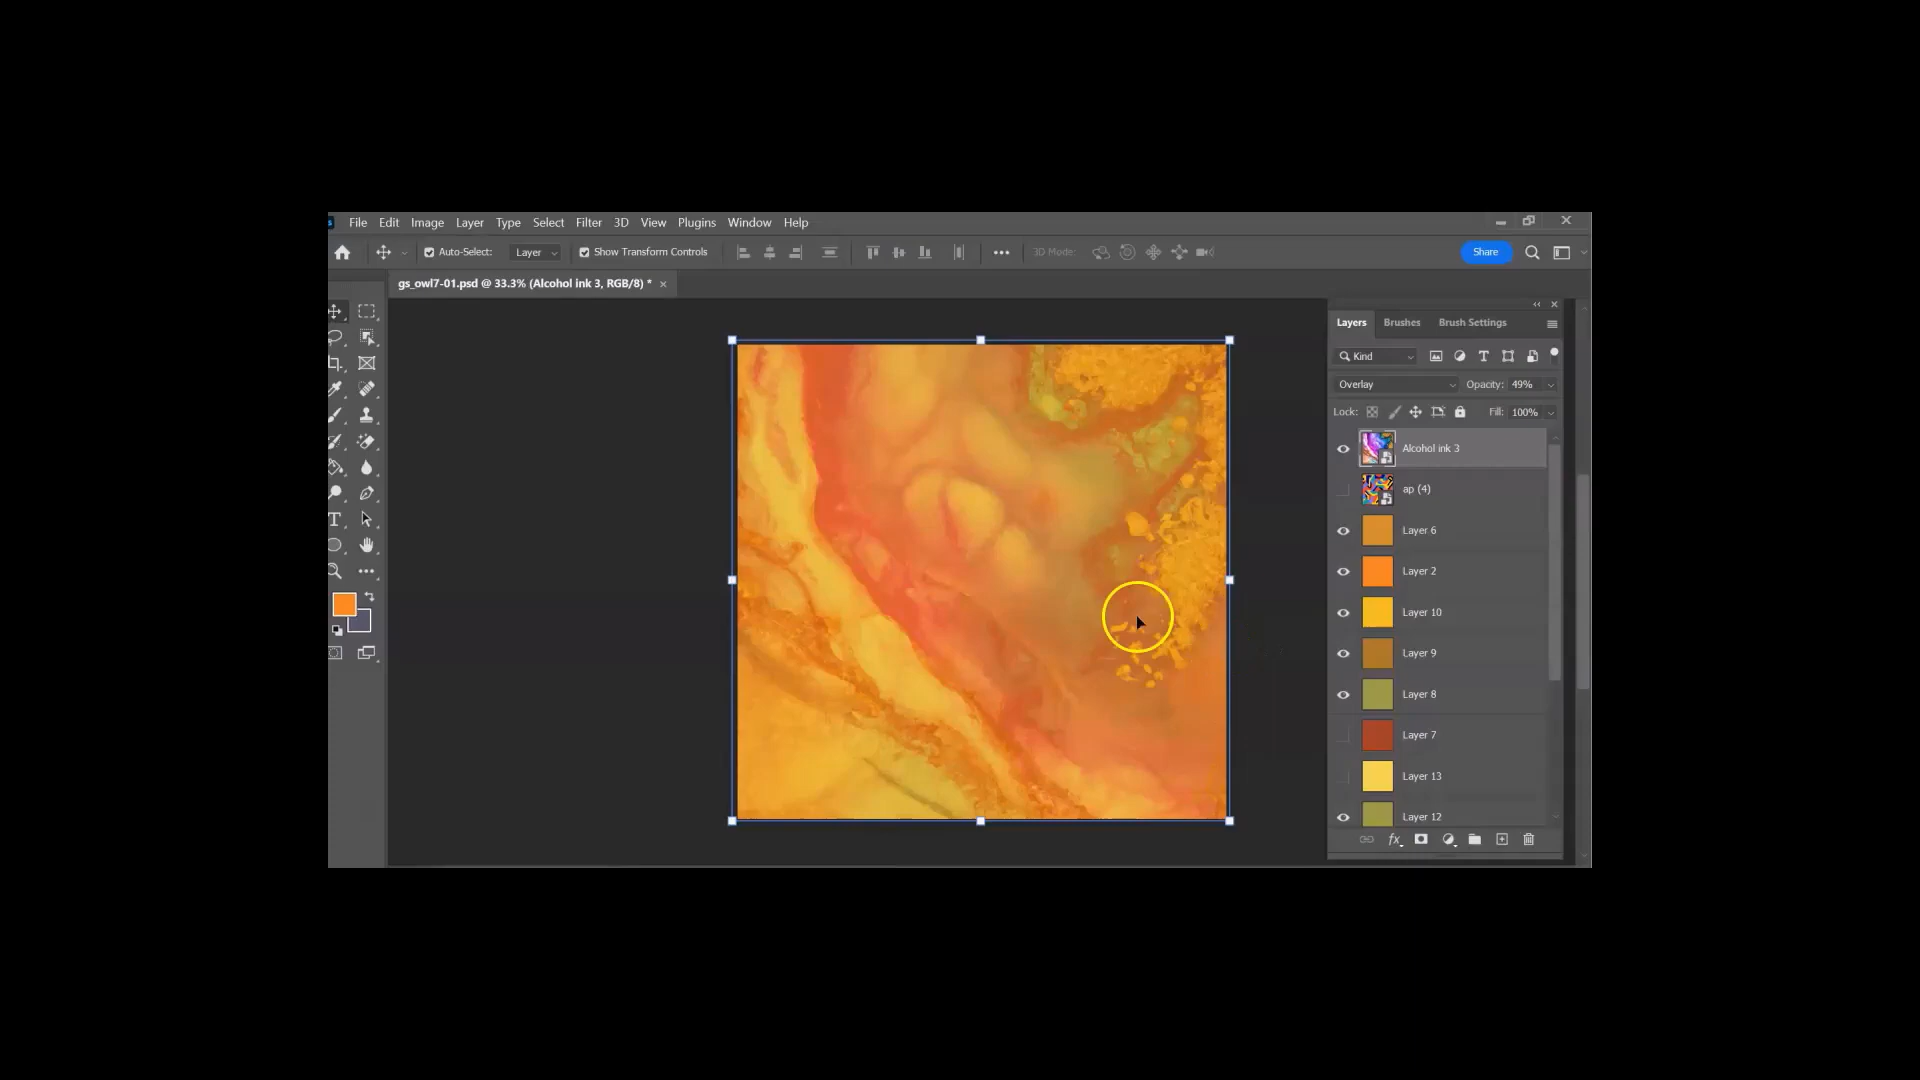 File Edit Image Layer Type Select Filter 3D View Plugins Window Help
Auto-Select: Layer Show Transform Controls 3D Mode: Share
gs_owl7-01.psd @ 33.3% (Alcohol ink 3, RGB/8) *
Layers Brushes Brush Settings
Kind
Overlay Opacity: 49%
Lock: Fill: 100%
Alcohol ink 3
ap (4)
Layer 6
Layer 2
Layer 10
Layer 9
Layer 8
Layer 7
Layer 13
Layer 12
fx